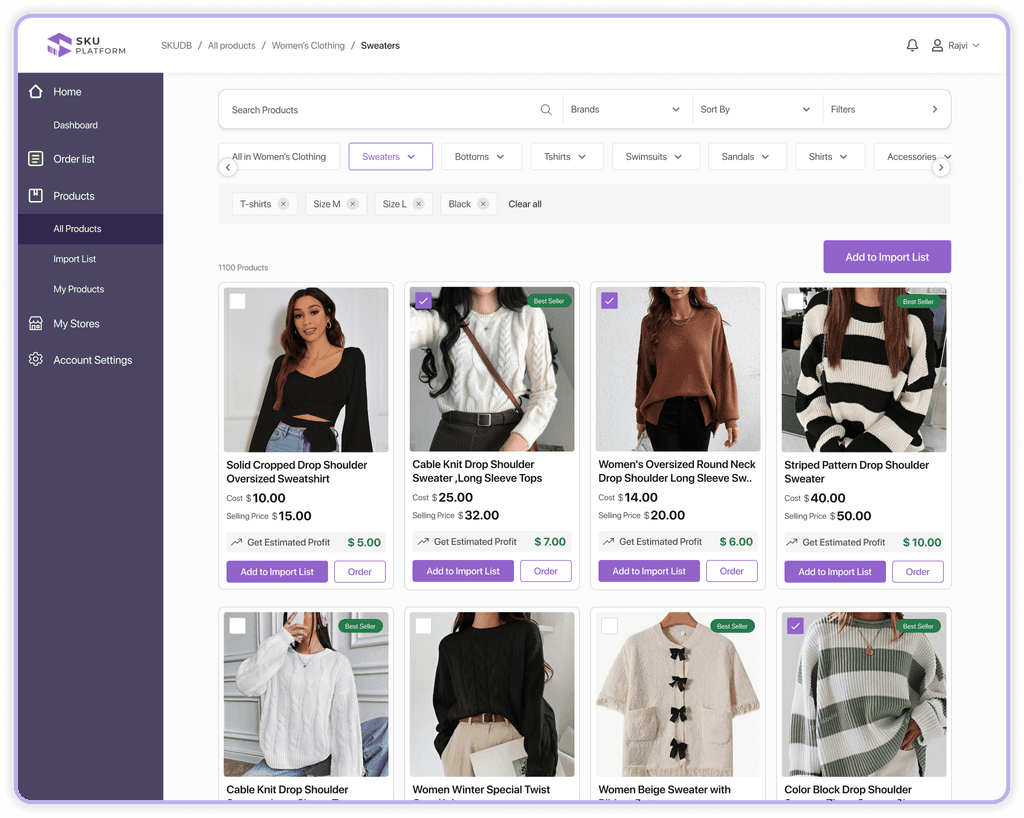 SKU
PLATFORM
SKUDB / All products / Women's Clothing / Sweaters
Rajvi
Home
Dashboard
Order list
Products
All Products
Import List
My Products
My Stores
Account Settings
Search Products
Brands
Sort By
Filters
All in Women's Clothing
Sweaters
Bottoms
Tshirts
Swimsuits
Sandals
Shirts
Accessories
T-shirts
Size M
Size L
Black
Clear all
1100 Products
Add to Import List
Solid Cropped Drop Shoulder
Oversized Sweatshirt
Cost $ 10.00
Selling Price $ 15.00
Get Estimated Profit $ 5.00
Add to Import List
Order
Best Seller
Cable Knit Drop Shoulder
Sweater ,Long Sleeve Tops
Cost $ 25.00
Selling Price $ 32.00
Get Estimated Profit $ 7.00
Add to Import List
Order
Women's Oversized Round Neck
Drop Shoulder Long Sleeve Sw..
Cost $ 14.00
Selling Price $ 20.00
Get Estimated Profit $ 6.00
Add to Import List
Order
Best Seller
Striped Pattern Drop Shoulder
Sweater
Cost $ 40.00
Selling Price $ 50.00
Get Estimated Profit $ 10.00
Add to Import List
Order
Best Seller
Cable Knit Drop Shoulder
Women Winter Special Twist
Best Seller
Women Beige Sweater with
Best Seller
Color Block Drop Shoulder